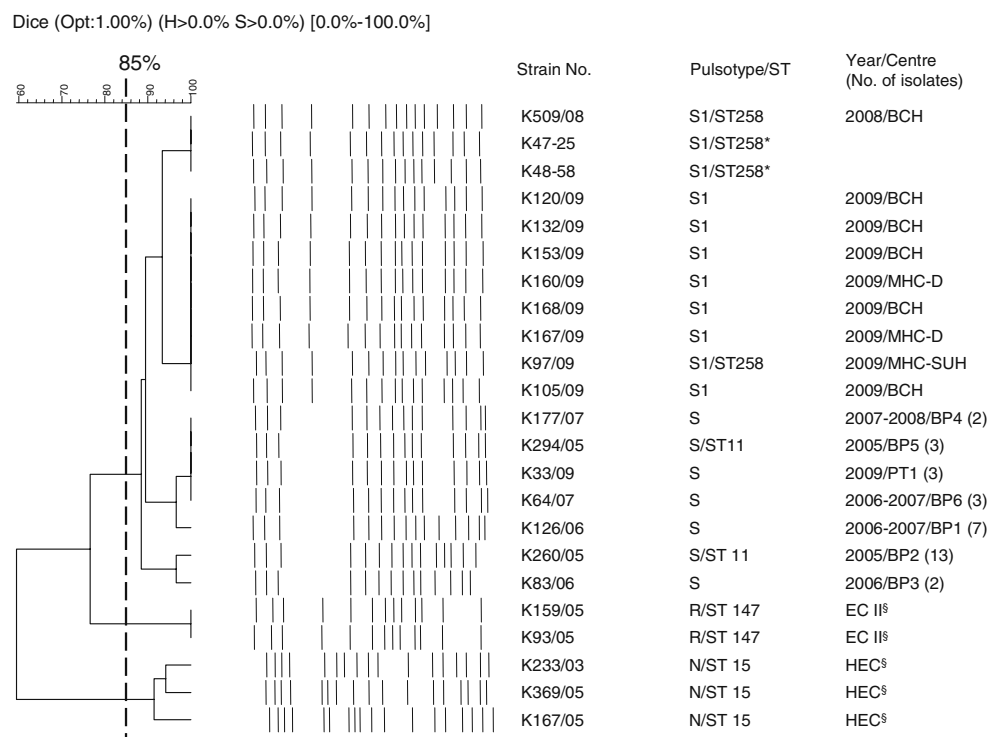 Dice (Opt:1.00%) (H>0.0% S>0.0%) [0.0%-100.0%]
85%
60 70 80 90 100
Strain No. Pulsotype/ST Year/Centre
(No. of isolates)
K509/08 S1/ST258 2008/BCH
K47-25 S1/ST258*
K48-58 S1/ST258*
K120/09 S1 2009/BCH
K132/09 S1 2009/BCH
K153/09 S1 2009/BCH
K160/09 S1 2009/MHC-D
K168/09 S1 2009/BCH
K167/09 S1 2009/MHC-D
K97/09 S1/ST258 2009/MHC-SUH
K105/09 S1 2009/BCH
K177/07 S 2007-2008/BP4 (2)
K294/05 S/ST11 2005/BP5 (3)
K33/09 S 2009/PT1 (3)
K64/07 S 2006-2007/BP6 (3)
K126/06 S 2006-2007/BP1 (7)
K260/05 S/ST 11 2005/BP2 (13)
K83/06 S 2006/BP3 (2)
K159/05 R/ST 147 EC II§
K93/05 R/ST 147 EC II§
K233/03 N/ST 15 HEC§
K369/05 N/ST 15 HEC§
K167/05 N/ST 15 HEC§